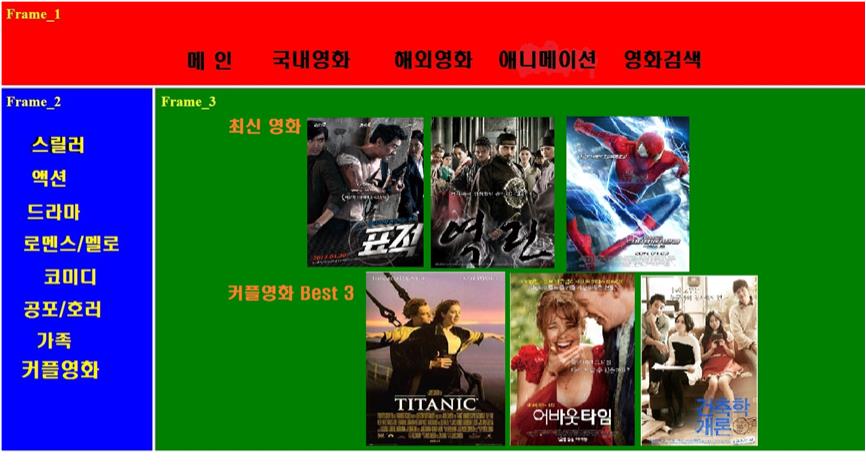 Frame_1
메 인 국내영화 해외영화 애니메이션 영화검색
Frame_2
스릴러
액션
드라마
로멘스/멜로
코미디
공포/호러
가족
커플영화
Frame_3
최신 영화
표적
역린
커플영화 Best 3
TITANIC
어바웃타임
건축학
개론